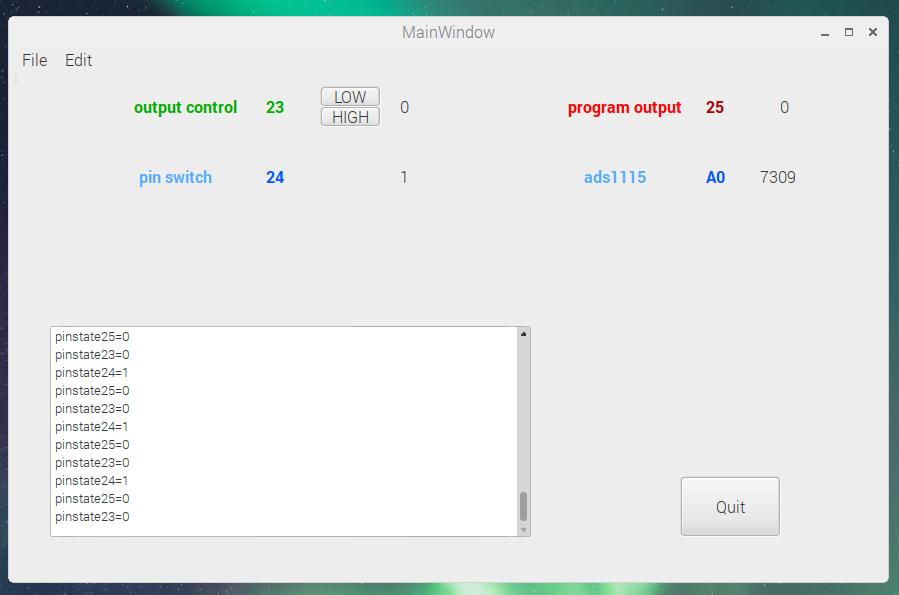 MainWindow
File Edit
output control 23 LOW HIGH 0 program output 25 0
pin switch 24 1 ads1115 A0 7309
pinstate25=0
pinstate23=0
pinstate24=1
pinstate25=0
pinstate23=0
pinstate24=1
pinstate25=0
pinstate23=0
pinstate24=1
pinstate25=0
pinstate23=0
Quit